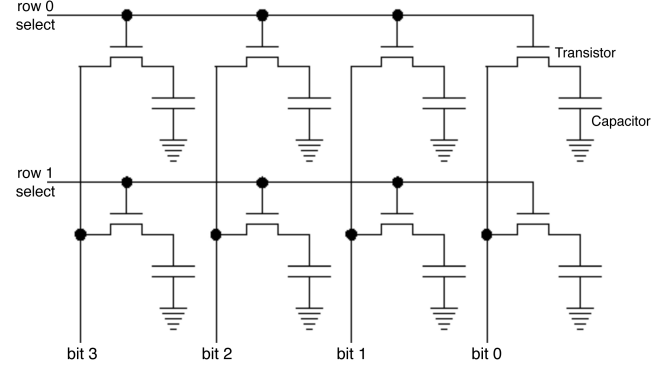 row 0
select
Transistor
Capacitor
row 1
select
bit 3
bit 2
bit 1
bit 0